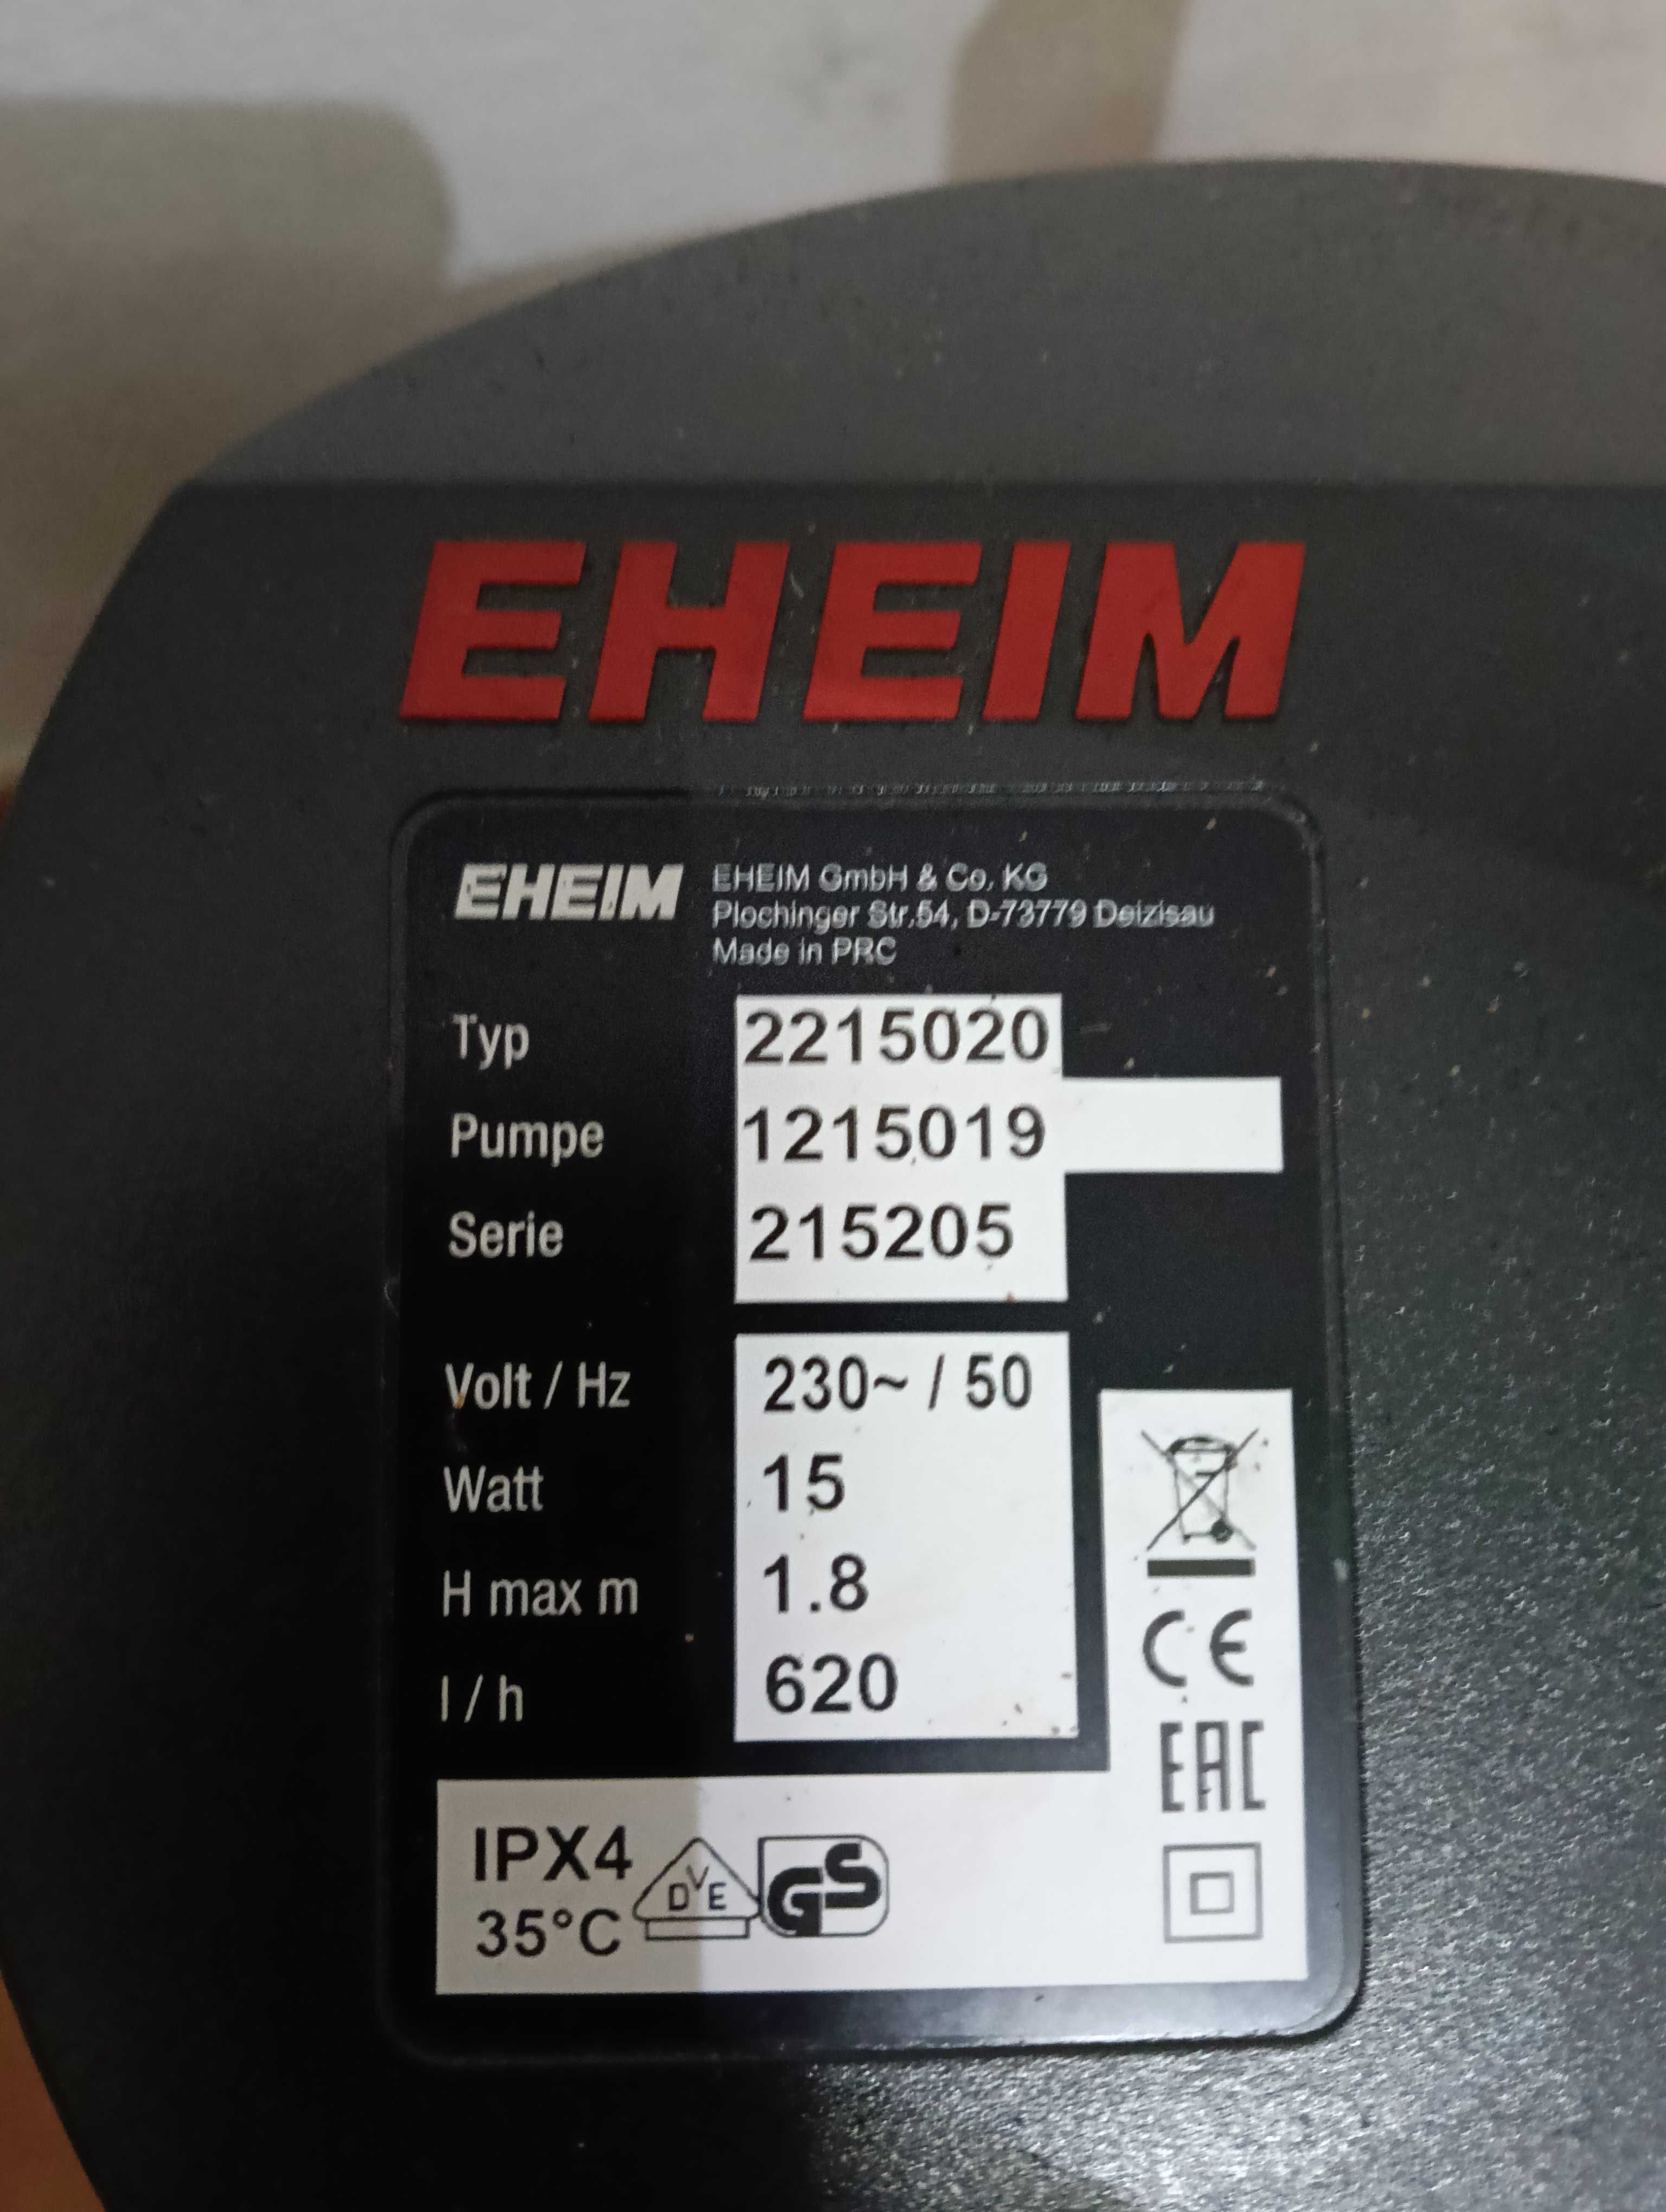 EHEIM
EHEIM
EHEIM GmbH & Co. KG
Plochinger Str.54, D-73779 Deizisau
Made in PRC
Typ 2215020
Pumpe 1215019
Serie 215205
Volt / Hz 230~ / 50
Watt 15
H max m 1.8
l / h 620
CE
EAC
IPX4
35°C
DVE
GS